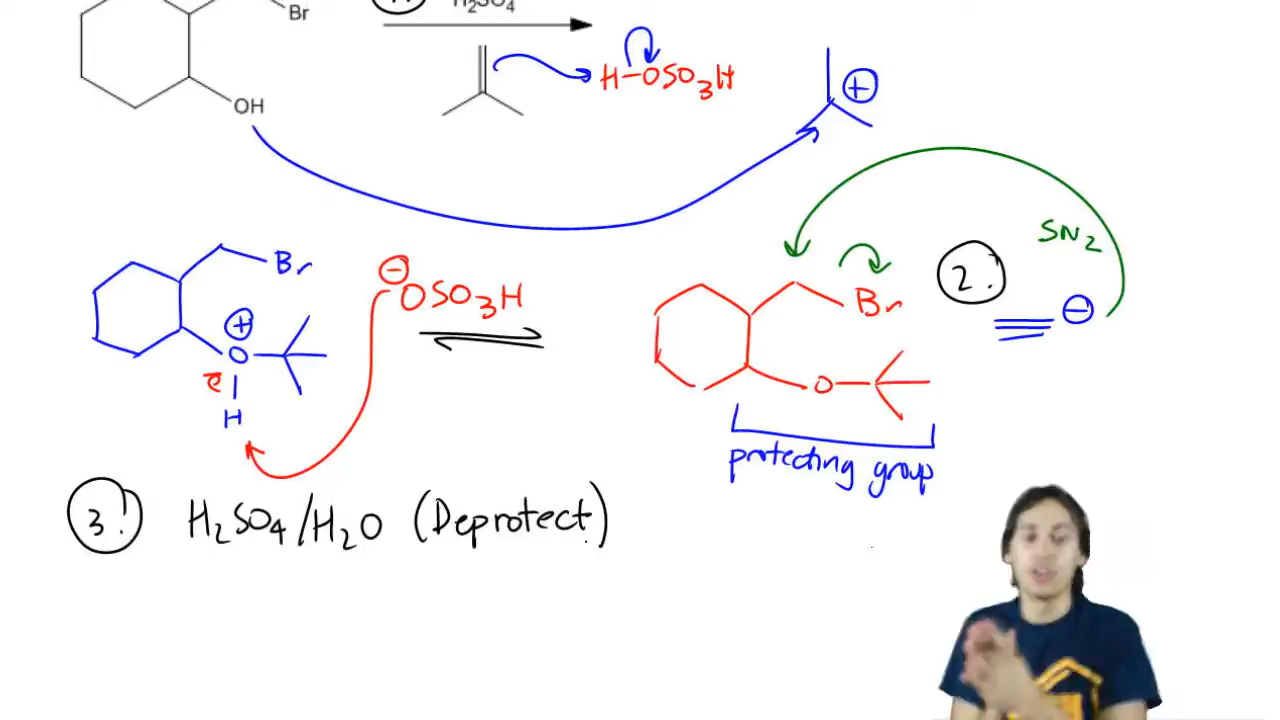 Br
H₂SO₄
H-OSO₃H
OH
SN₂
2.
Br
⊖OSO₃H
Br
O
H
O
protecting group
3. H₂SO₄/H₂O (Deprotect)